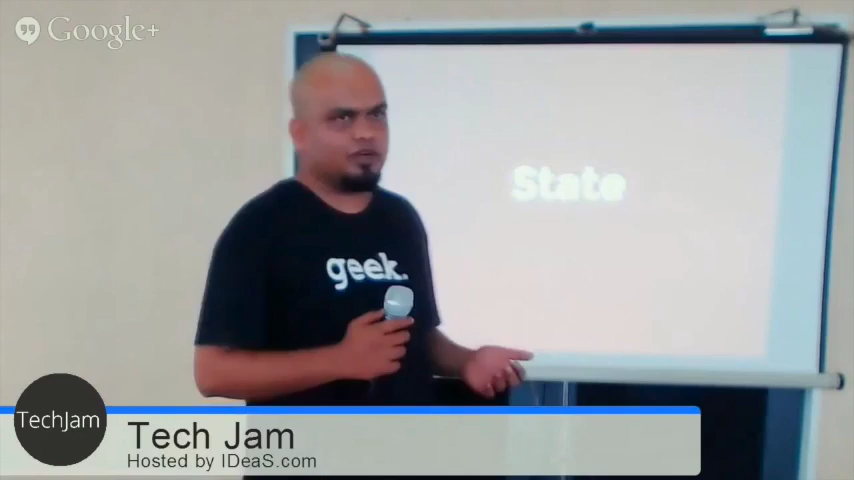 Google+
State
geek.
TechJam
Tech Jam
Hosted by IDeaS.com